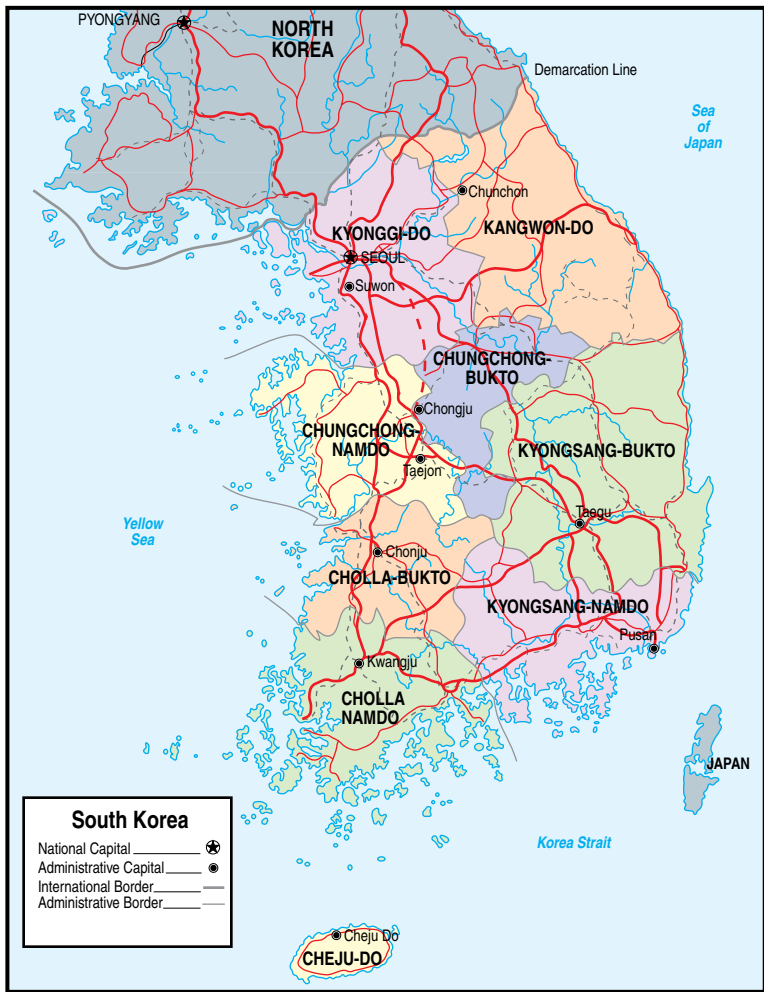 PYONGYANG
NORTH
KOREA
Demarcation Line
Sea
of
Japan
Chunchon
KYONGGI-DO
KANGWON-DO
SEOUL
Suwon
CHUNGCHONG-
BUKTO
Chongju
CHUNGCHONG-
NAMDO
KYONGSANG-BUKTO
Taejon
Yellow
Sea
Taegu
Chonju
CHOLLA-BUKTO
KYONGSANG-NAMDO
Pusan
Kwangju
CHOLLA
NAMDO
JAPAN
Korea Strait
South Korea
National Capital
Administrative Capital
International Border
Administrative Border
Cheju Do
CHEJU-DO